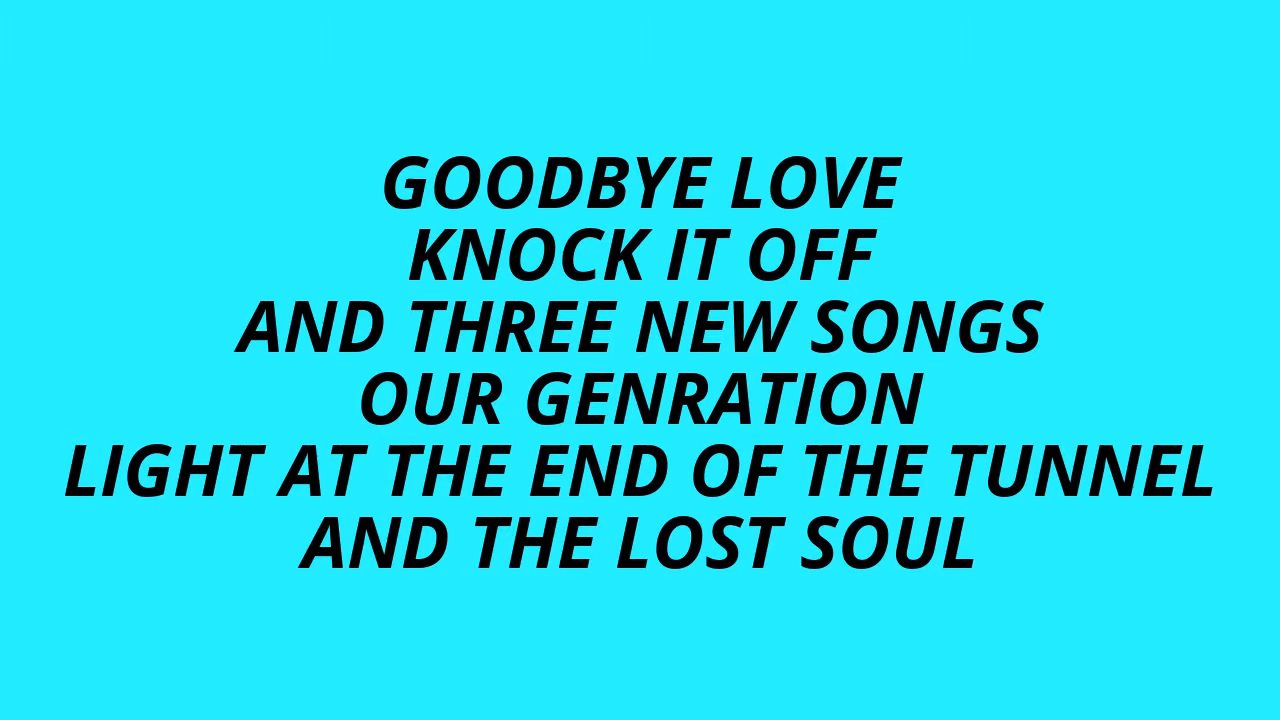 GOODBYE LOVE
KNOCK IT OFF
AND THREE NEW SONGS
OUR GENRATION
LIGHT AT THE END OF THE TUNNEL
AND THE LOST SOUL